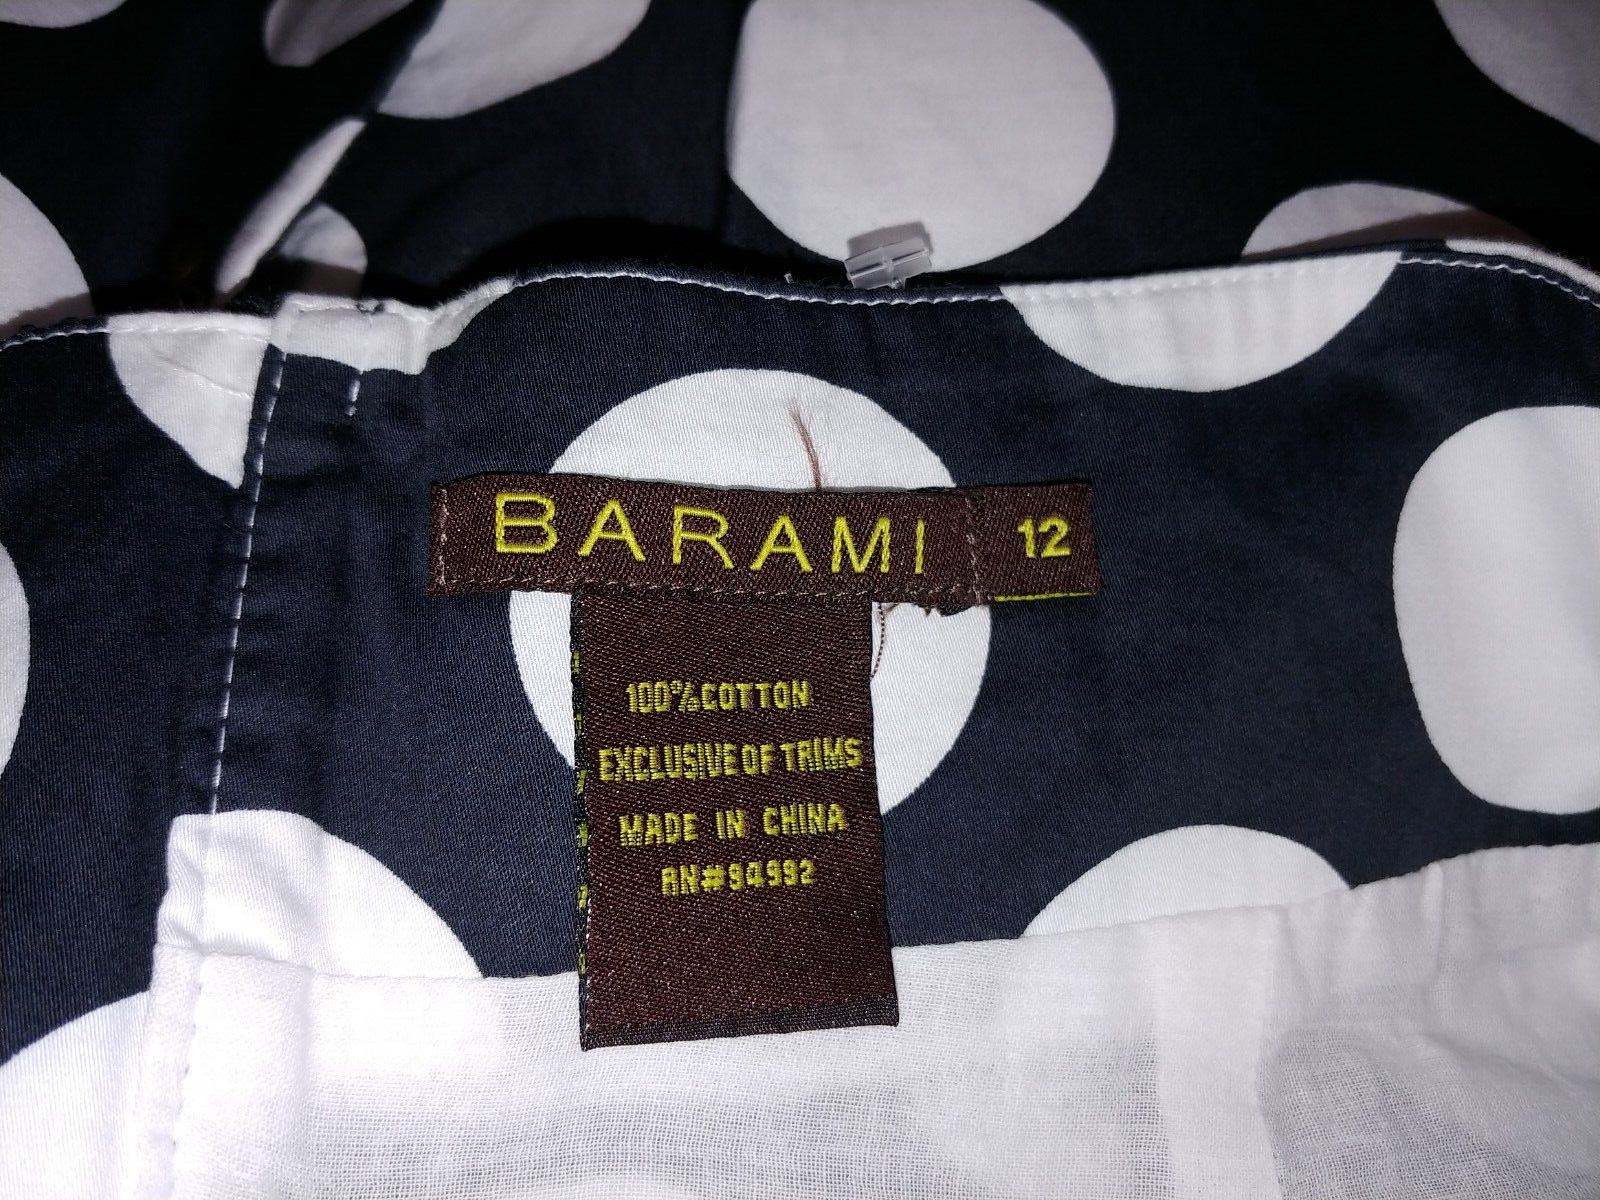 BARAMI 12
100% COTTON
EXCLUSIVE OF TRIMS
MADE IN CHINA
RN#94992